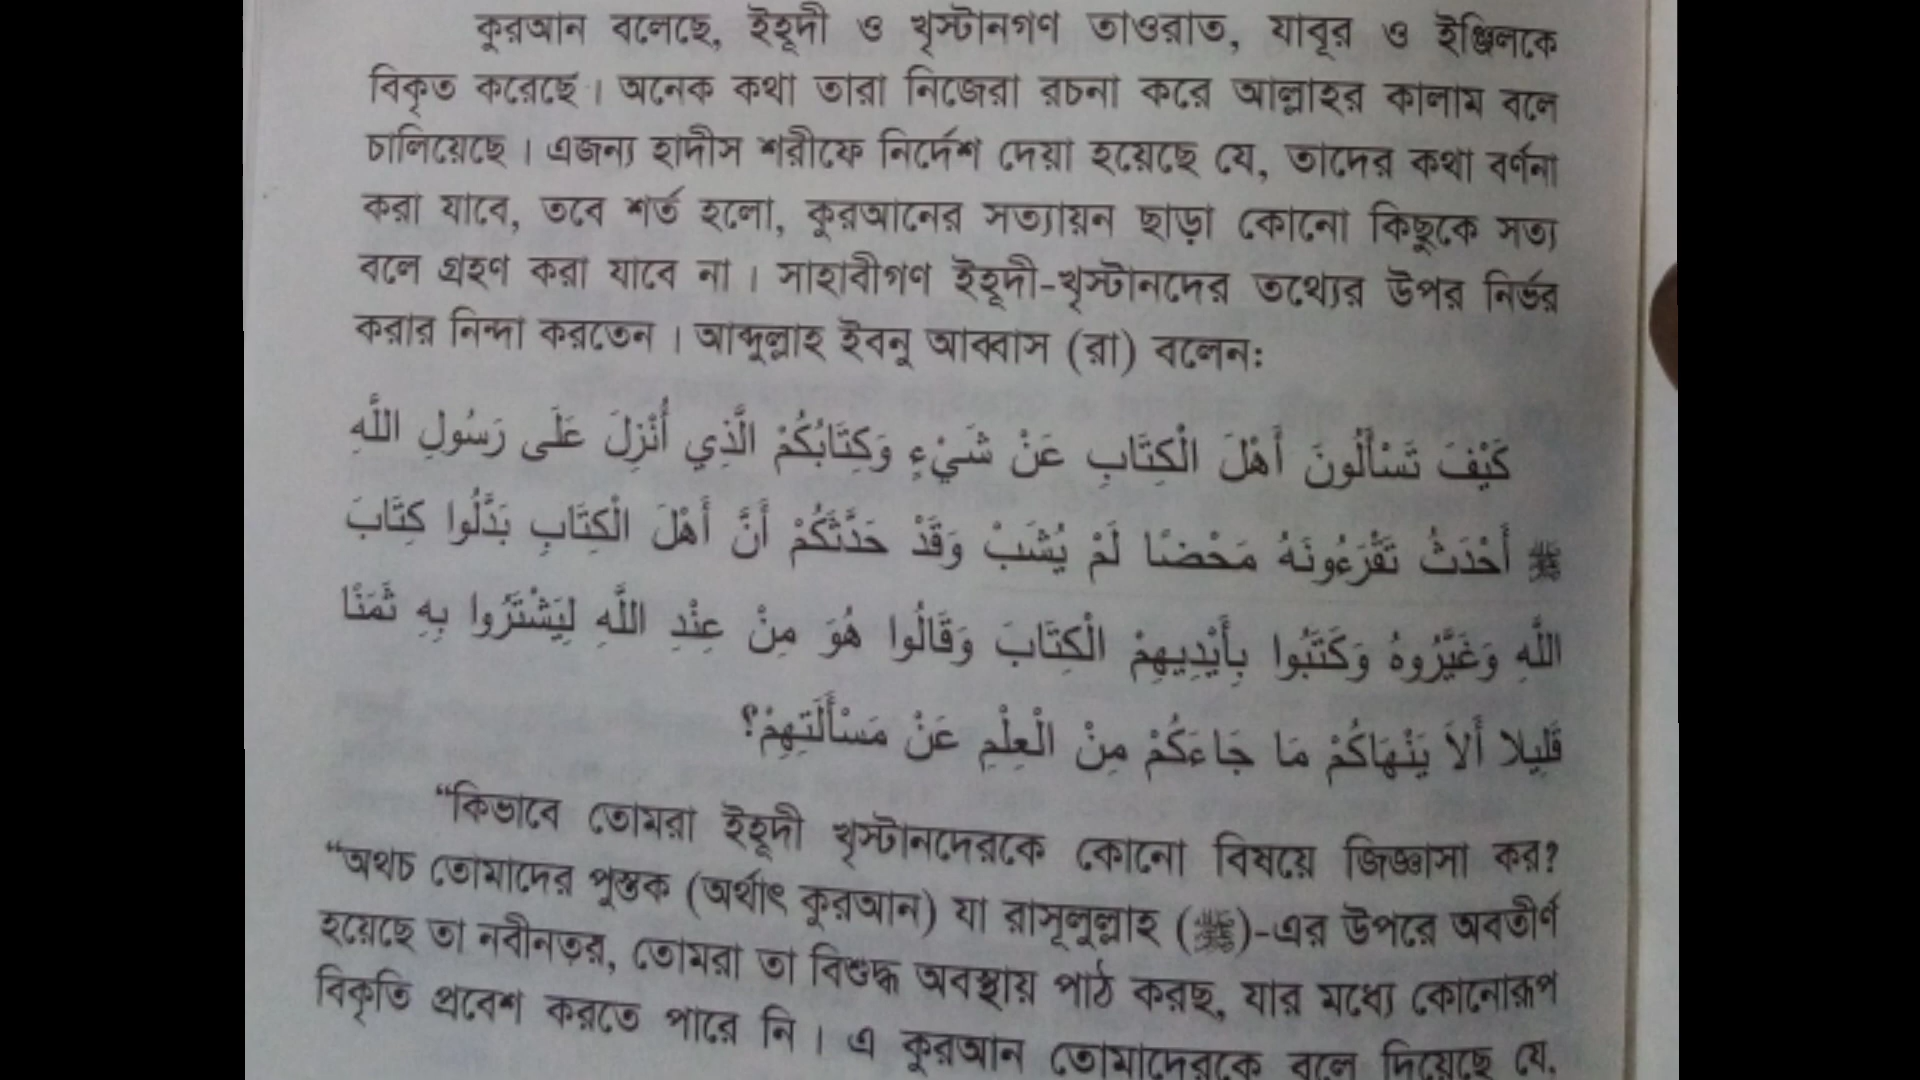 কুরআন বলেছে, ইহূদী ও খৃস্টানগণ তাওরাত, যাবূর ও ইঞ্জিলকে
বিকৃত করেছে। অনেক কথা তারা নিজেরা রচনা করে আল্লাহর কালাম বলে
চালিয়েছে। এজন্য হাদীস শরীফে নির্দেশ দেয়া হয়েছে যে, তাদের কথা বর্ণনা
করা যাবে, তবে শর্ত হলো, কুরআনের সত্যায়ন ছাড়া কোনো কিছুকে সত্য
বলে গ্রহণ করা যাবে না। সাহাবীগণ ইহূদী-খৃস্টানদের তথ্যের উপর নির্ভর
করার নিন্দা করতেন। আব্দুল্লাহ ইবনু আব্বাস (রা) বলেন:
كَيْفَ تَسْأَلُونَ أَهْلَ الْكِتَابِ عَنْ شَيْءٍ وَكِتَابُكُمْ الَّذِي أُنْزِلَ عَلَى رَسُولِ اللَّهِ
ﷺ أَحْدَثُ تَقْرَءُونَهُ مَحْضًا لَمْ يُشَبْ وَقَدْ حَدَّثَكُمْ أَنَّ أَهْلَ الْكِتَابِ بَدَّلُوا كِتَابَ
اللَّهِ وَغَيَّرُوهُ وَكَتَبُوا بِأَيْدِيهِمْ الْكِتَابَ وَقَالُوا هُوَ مِنْ عِنْدِ اللَّهِ لِيَشْتَرُوا بِهِ ثَمَنًا
قَلِيلا أَلاَ يَنْهَاكُمْ مَا جَاءَكُمْ مِنْ الْعِلْمِ عَنْ مَسْأَلَتِهِمْ؟
“কিভাবে তোমরা ইহূদী খৃস্টানদেরকে কোনো বিষয়ে জিজ্ঞাসা কর?
“অথচ তোমাদের পুস্তক (অর্থাৎ কুরআন) যা রাসূলুল্লাহ (ﷺ)-এর উপরে অবতীর্ণ
হয়েছে তা নবীনতর, তোমরা তা বিশুদ্ধ অবস্থায় পাঠ করছ, যার মধ্যে কোনোরূপ
বিকৃতি প্রবেশ করতে পারে নি। এ কুরআন তোমাদেরকে বলে দিয়েছে যে,